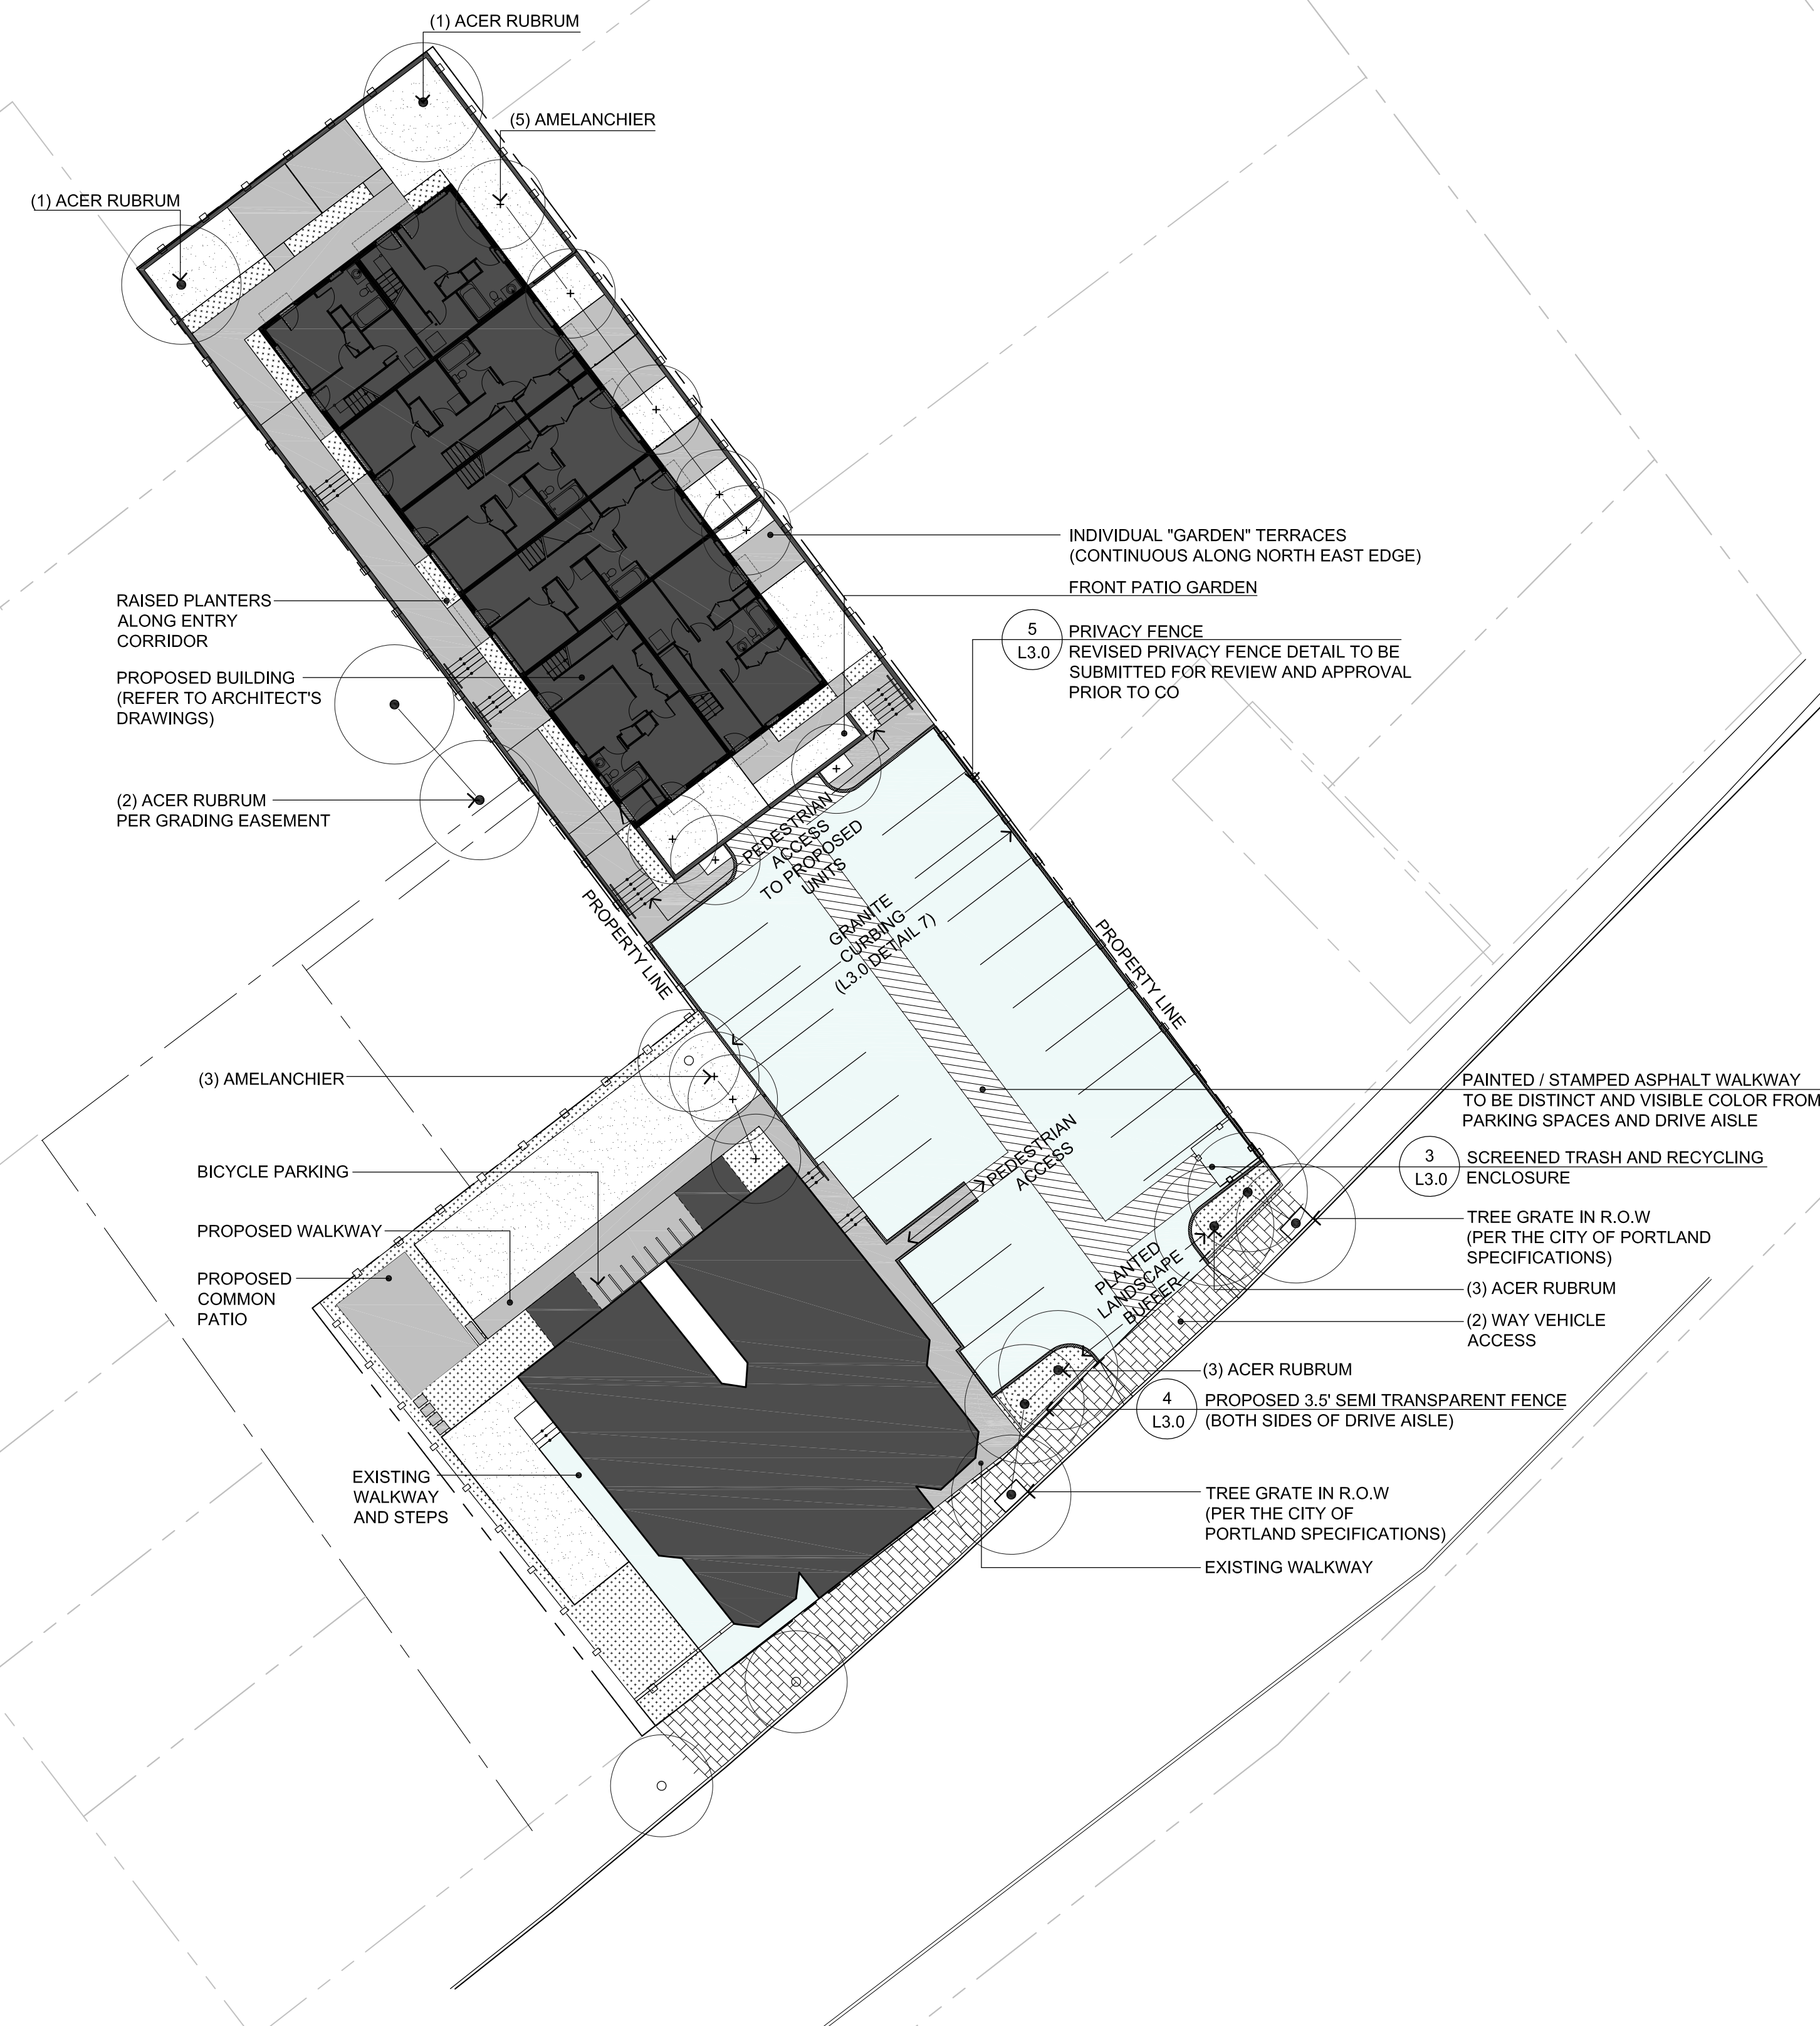 (1) ACER RUBRUM
(5) AMELANCHIER
(1) ACER RUBRUM
INDIVIDUAL "GARDEN" TERRACES
(CONTINUOUS ALONG NORTH EAST EDGE)
FRONT PATIO GARDEN
5
L3.0
PRIVACY FENCE
REVISED PRIVACY FENCE DETAIL TO BE
SUBMITTED FOR REVIEW AND APPROVAL
PRIOR TO CO
RAISED PLANTERS
ALONG ENTRY
CORRIDOR
PROPOSED BUILDING
(REFER TO ARCHITECT'S
DRAWINGS)
(2) ACER RUBRUM
PER GRADING EASEMENT
PEDESTRIAN
ACCESS
TO PROPOSED
UNITS
GRANITE
CURBING
(L3.0 DETAIL 7)
PROPERTY LINE
PROPERTY LINE
(3) AMELANCHIER
PAINTED / STAMPED ASPHALT WALKWAY
TO BE DISTINCT AND VISIBLE COLOR FROM
PARKING SPACES AND DRIVE AISLE
PEDESTRIAN
ACCESS
3
L3.0
SCREENED TRASH AND RECYCLING
ENCLOSURE
BICYCLE PARKING
PROPOSED WALKWAY
PROPOSED
COMMON
PATIO
TREE GRATE IN R.O.W
(PER THE CITY OF PORTLAND
SPECIFICATIONS)
PLANTED
LANDSCAPE
BUFFER
(3) ACER RUBRUM
(2) WAY VEHICLE
ACCESS
(3) ACER RUBRUM
4
L3.0
PROPOSED 3.5' SEMI TRANSPARENT FENCE
(BOTH SIDES OF DRIVE AISLE)
EXISTING
WALKWAY
AND STEPS
TREE GRATE IN R.O.W
(PER THE CITY OF
PORTLAND SPECIFICATIONS)
EXISTING WALKWAY